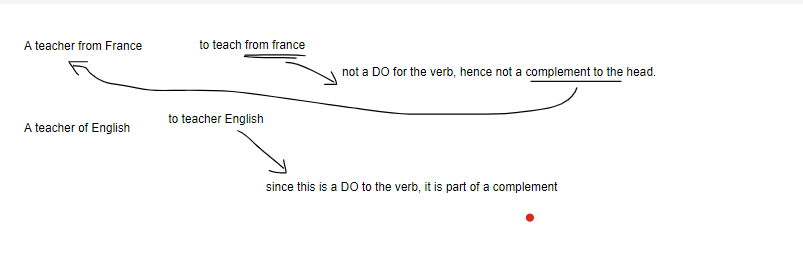 A teacher from France
to teach from france
not a DO for the verb, hence not a complement to the head.
A teacher of English
to teacher English
since this is a DO to the verb, it is part of a complement